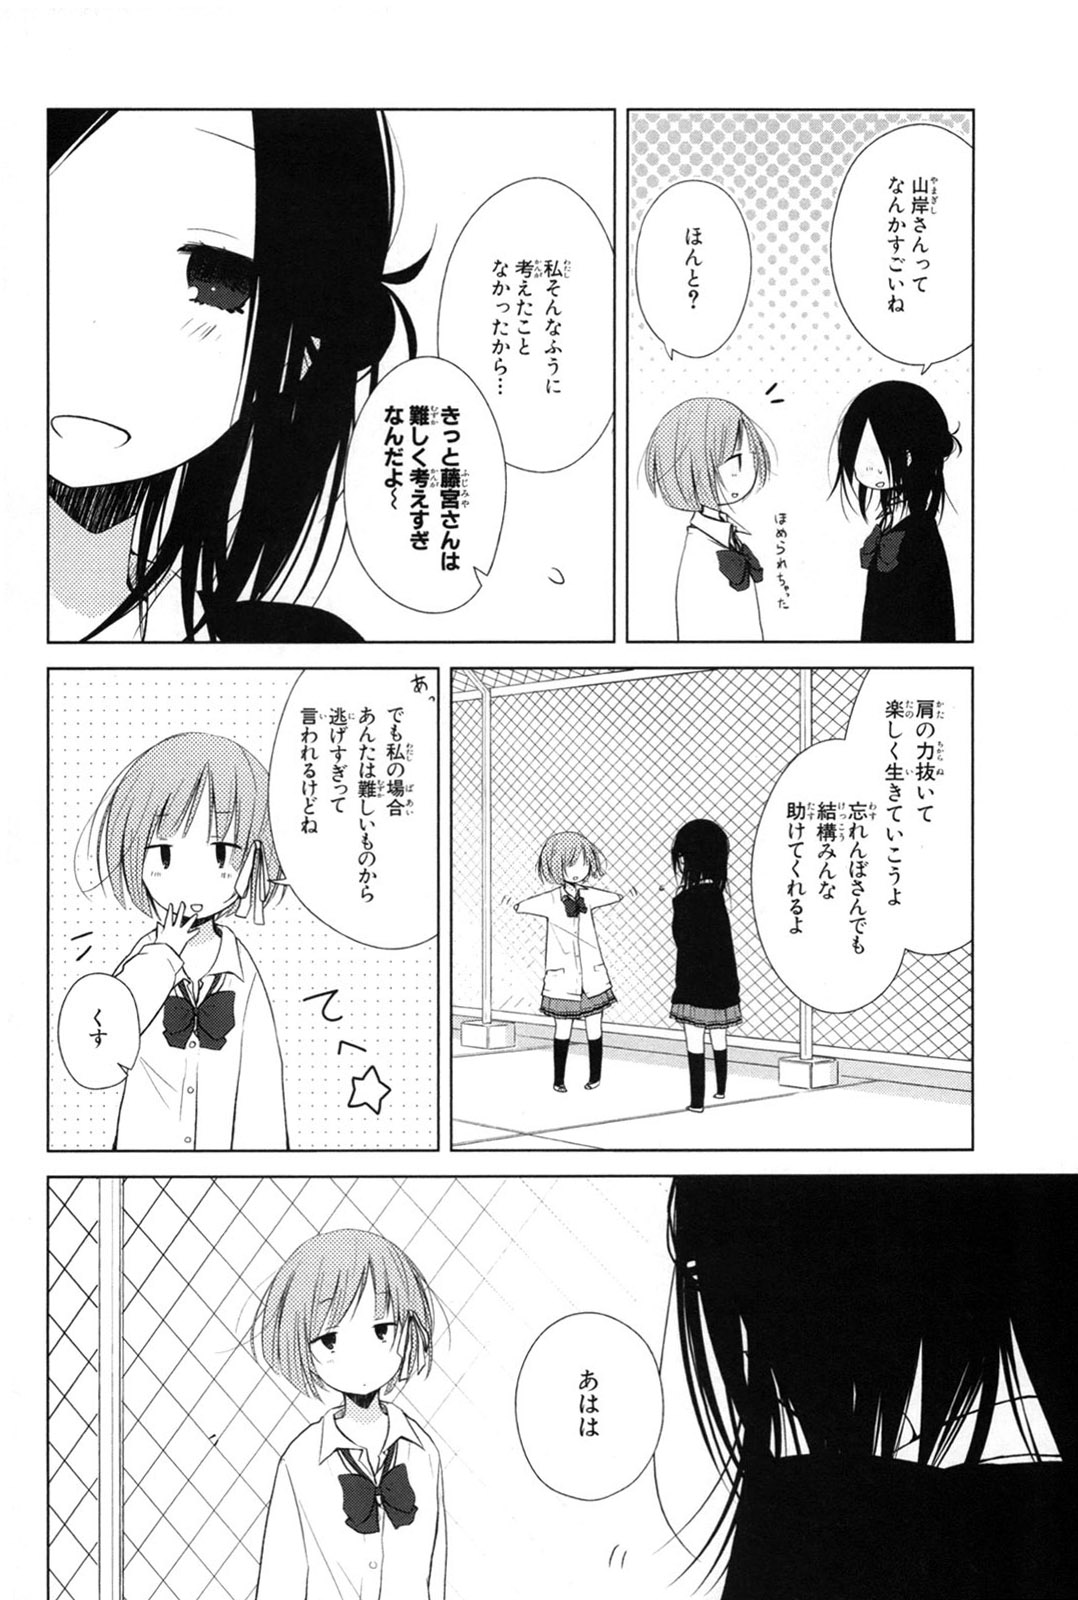 山岸さんって
なんかすごいね
ほんと?
ほめられちゃった
私そんなふうに
考えたこと
なかったから…
きっと藤宮さんは
難しく考えすぎ
なんだよ〜
肩の力抜いて
楽しく生きていこうよ
忘れんぼさんでも
結構みんな
助けてくれるよ
あっ
でも私の場合
あんたは難しいものから
逃げすぎって
言われるけどね
てへ☆
くす
あはは